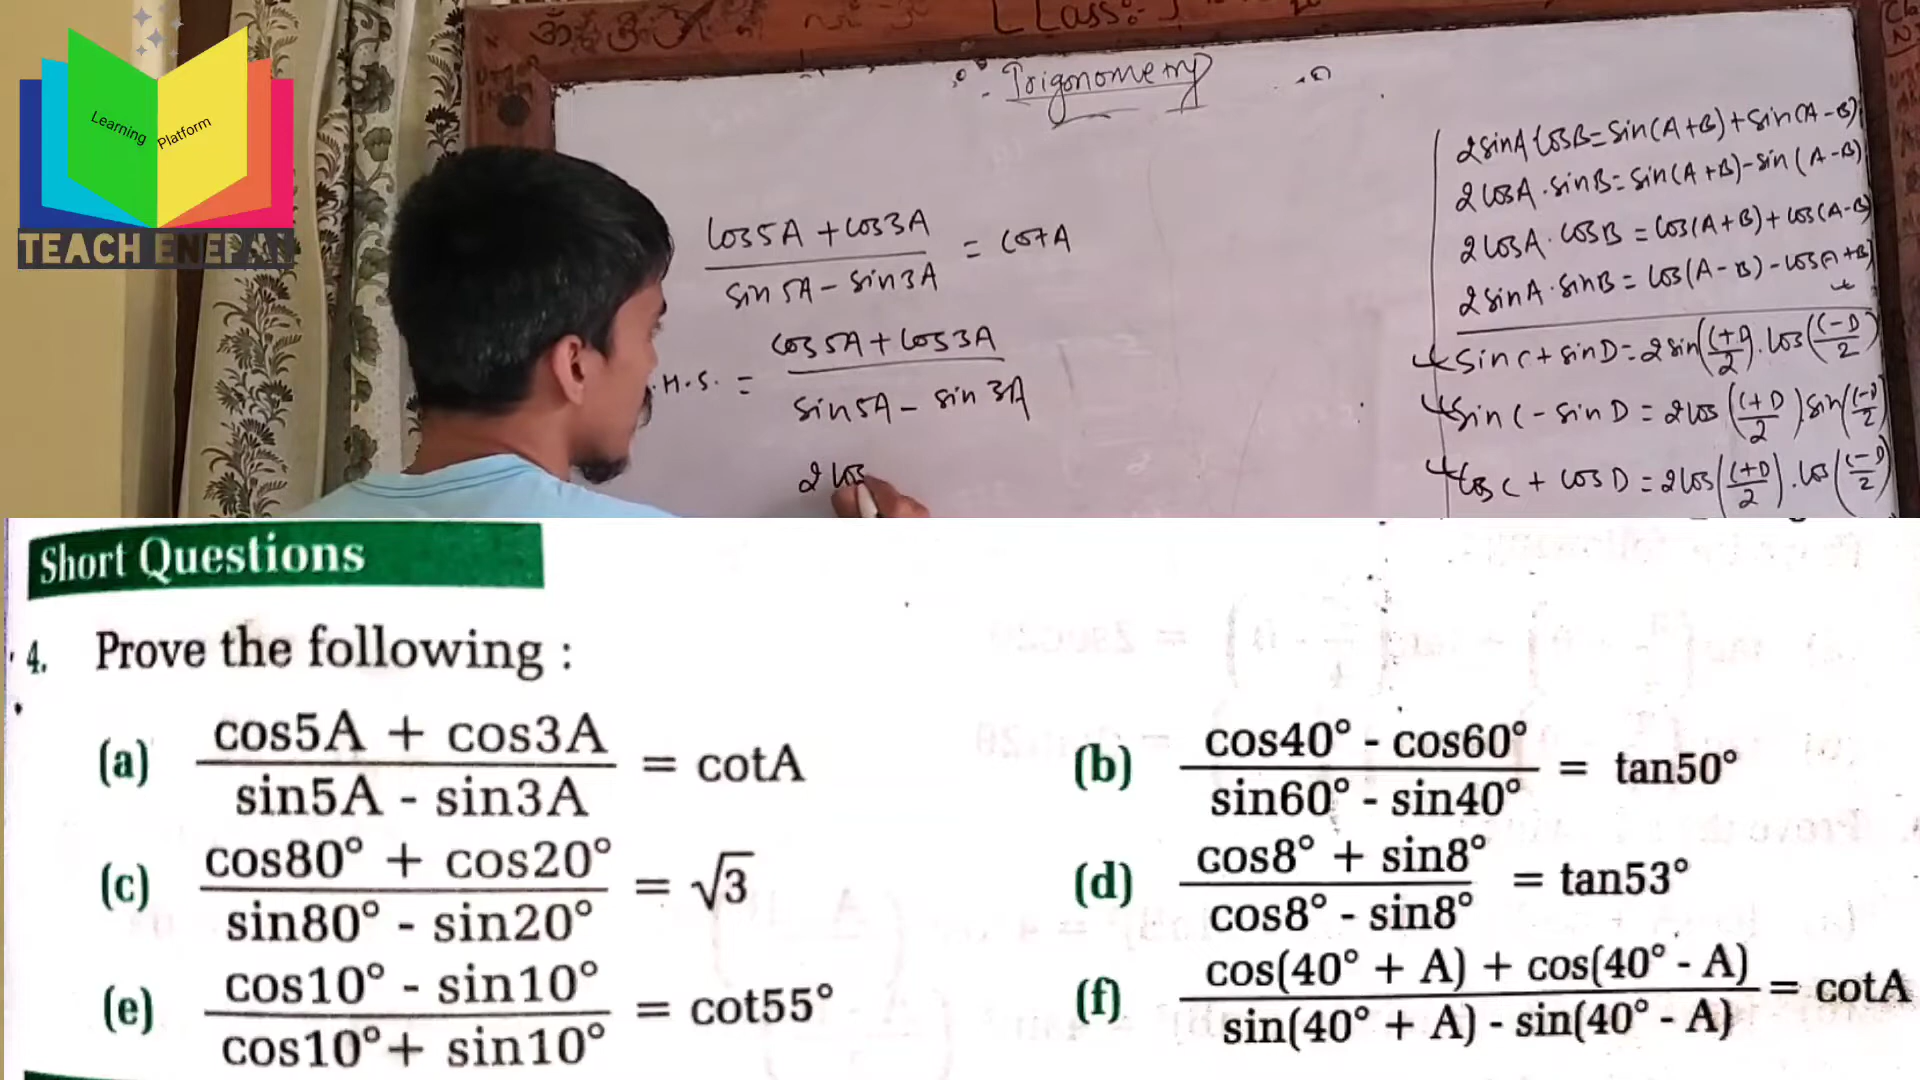 Learning Platform
TEACH ENEPAL
Class:-
Trigonometry
cos5A + cos3A / sin5A - sin3A = cotA
.H.S. = cos5A + cos3A / sin5A - sin3A
2cos
2sinA cosB = sin(A+B) + sin(A-B)
2cosA . sinB = sin(A+B) - sin(A-B)
2cosA . cosB = cos(A+B) + cos(A-B)
2sinA . sinB = cos(A-B) - cos(A+B)
sinC + sinD = 2sin(C+D/2) . cos(C-D/2)
sinC - sinD = 2cos(C+D/2) . sin(C-D/2)
cosC + cosD = 2cos(C+D/2) . cos(C-D/2)
Short Questions
4. Prove the following :
(a) cos5A + cos3A / sin5A - sin3A = cotA
(b) cos40° - cos60° / sin60° - sin40° = tan50°
(c) cos80° + cos20° / sin80° - sin20° = √3
(d) cos8° + sin8° / cos8° - sin8° = tan53°
(e) cos10° - sin10° / cos10° + sin10° = cot55°
(f) cos(40° + A) + cos(40° - A) / sin(40° + A) - sin(40° - A) = cotA